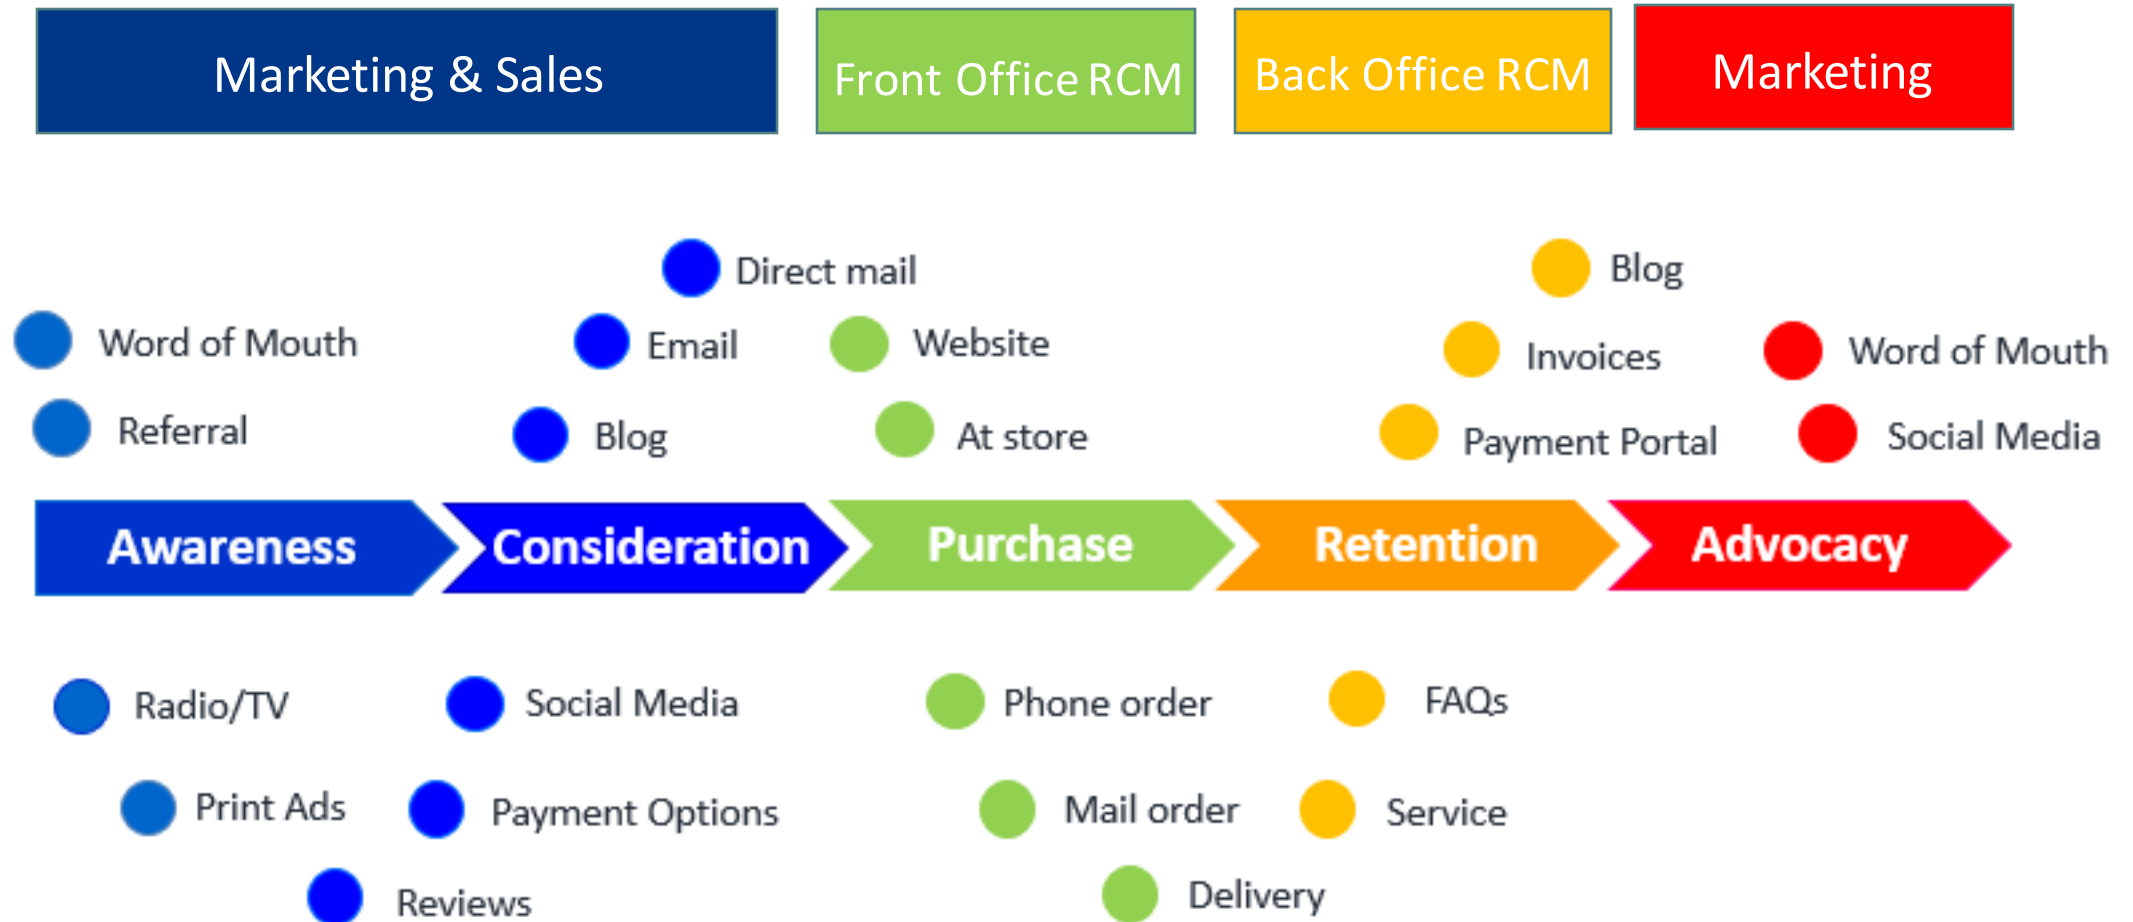 Marketing & Sales
Front Office RCM
Back Office RCM
Marketing
Direct mail
Blog
Word of Mouth
Email
Website
Invoices
Word of Mouth
Referral
Blog
At store
Payment Portal
Social Media
Awareness
Consideration
Purchase
Retention
Advocacy
Radio/TV
Social Media
Phone order
FAQs
Print Ads
Payment Options
Mail order
Service
Reviews
Delivery